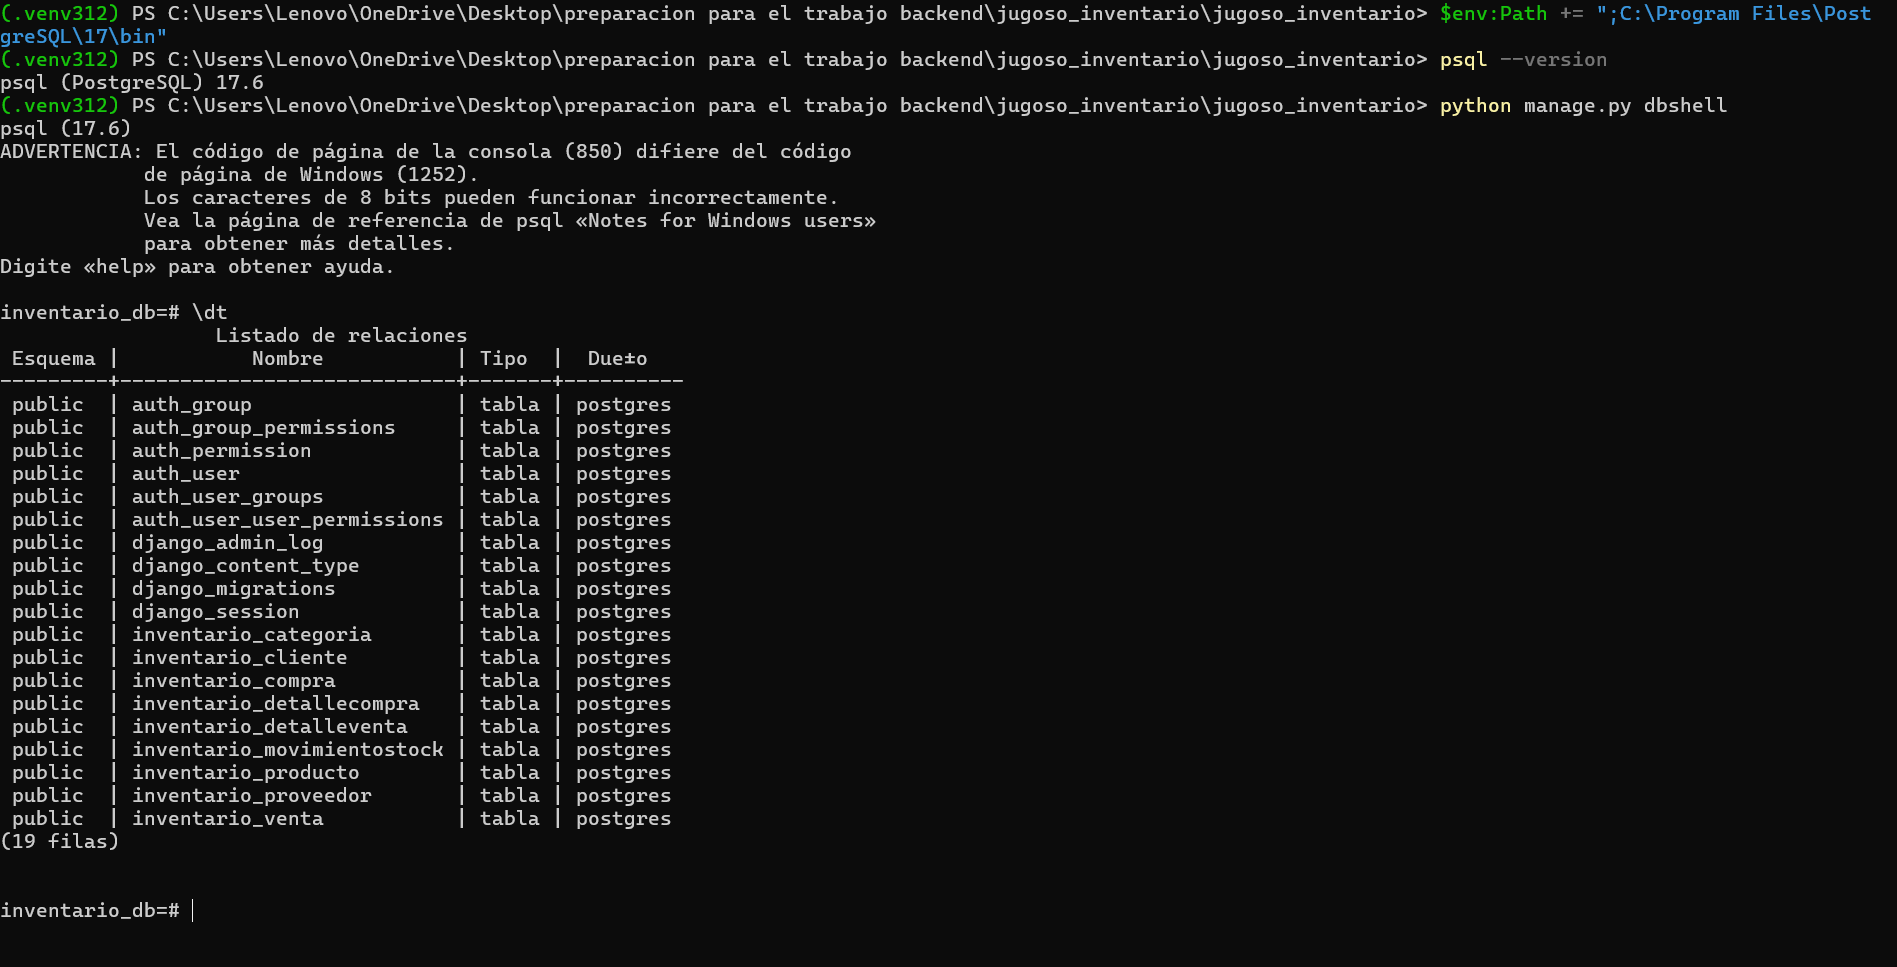 (.venv312) PS C:\Users\Lenovo\OneDrive\Desktop\preparacion para el trabajo backend\jugoso_inventario\jugoso_inventario> $env:Path += ";C:\Program Files\Post
greSQL\17\bin"
(.venv312) PS C:\Users\Lenovo\OneDrive\Desktop\preparacion para el trabajo backend\jugoso_inventario\jugoso_inventario> psql --version
psql (PostgreSQL) 17.6
(.venv312) PS C:\Users\Lenovo\OneDrive\Desktop\preparacion para el trabajo backend\jugoso_inventario\jugoso_inventario> python manage.py dbshell
psql (17.6)
ADVERTENCIA: El código de página de la consola (850) difiere del código
            de página de Windows (1252).
            Los caracteres de 8 bits pueden funcionar incorrectamente.
            Vea la página de referencia de psql «Notes for Windows users»
            para obtener más detalles.
Digite «help» para obtener ayuda.

inventario_db=# \dt
                  Listado de relaciones
 Esquema |           Nombre           | Tipo  |  Due±o
---------+----------------------------+-------+----------
 public  | auth_group                 | tabla | postgres
 public  | auth_group_permissions     | tabla | postgres
 public  | auth_permission            | tabla | postgres
 public  | auth_user                  | tabla | postgres
 public  | auth_user_groups           | tabla | postgres
 public  | auth_user_user_permissions | tabla | postgres
 public  | django_admin_log           | tabla | postgres
 public  | django_content_type        | tabla | postgres
 public  | django_migrations          | tabla | postgres
 public  | django_session             | tabla | postgres
 public  | inventario_categoria       | tabla | postgres
 public  | inventario_cliente         | tabla | postgres
 public  | inventario_compra          | tabla | postgres
 public  | inventario_detallecompra   | tabla | postgres
 public  | inventario_detalleventa    | tabla | postgres
 public  | inventario_movimientostock | tabla | postgres
 public  | inventario_producto        | tabla | postgres
 public  | inventario_proveedor       | tabla | postgres
 public  | inventario_venta           | tabla | postgres
(19 filas)

inventario_db=#